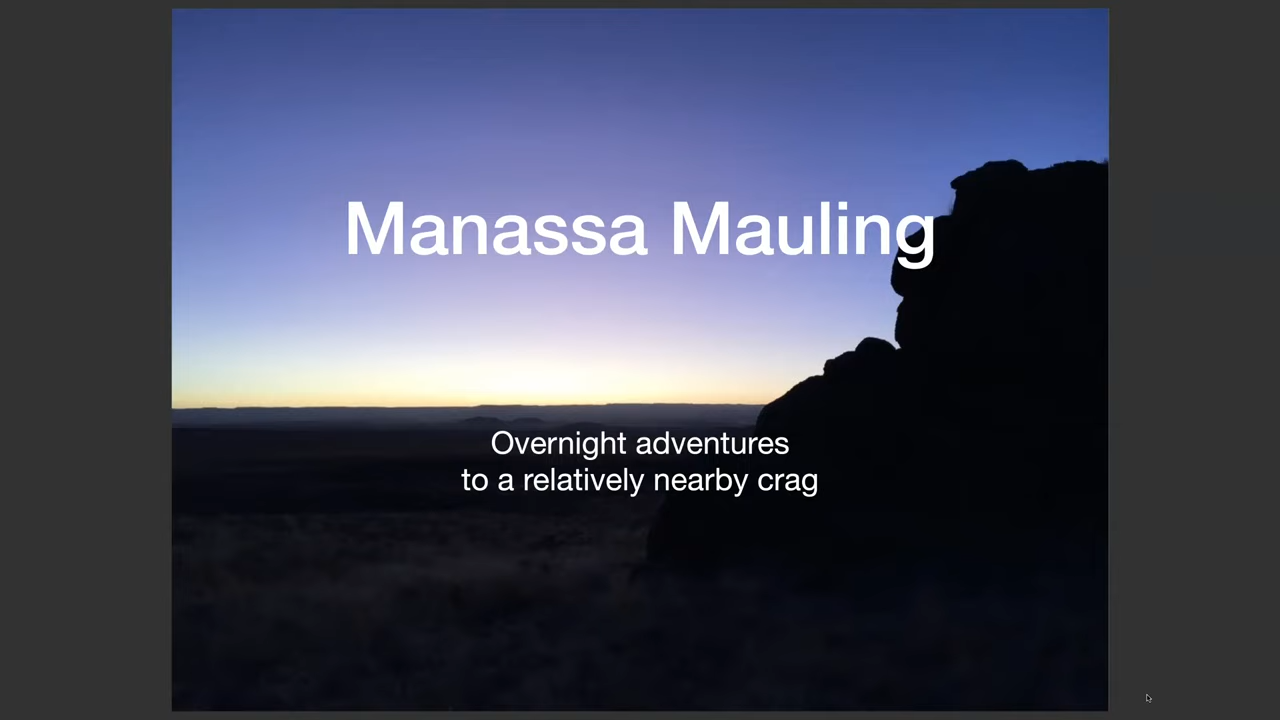 Manassa Mauling
Overnight adventures
to a relatively nearby crag